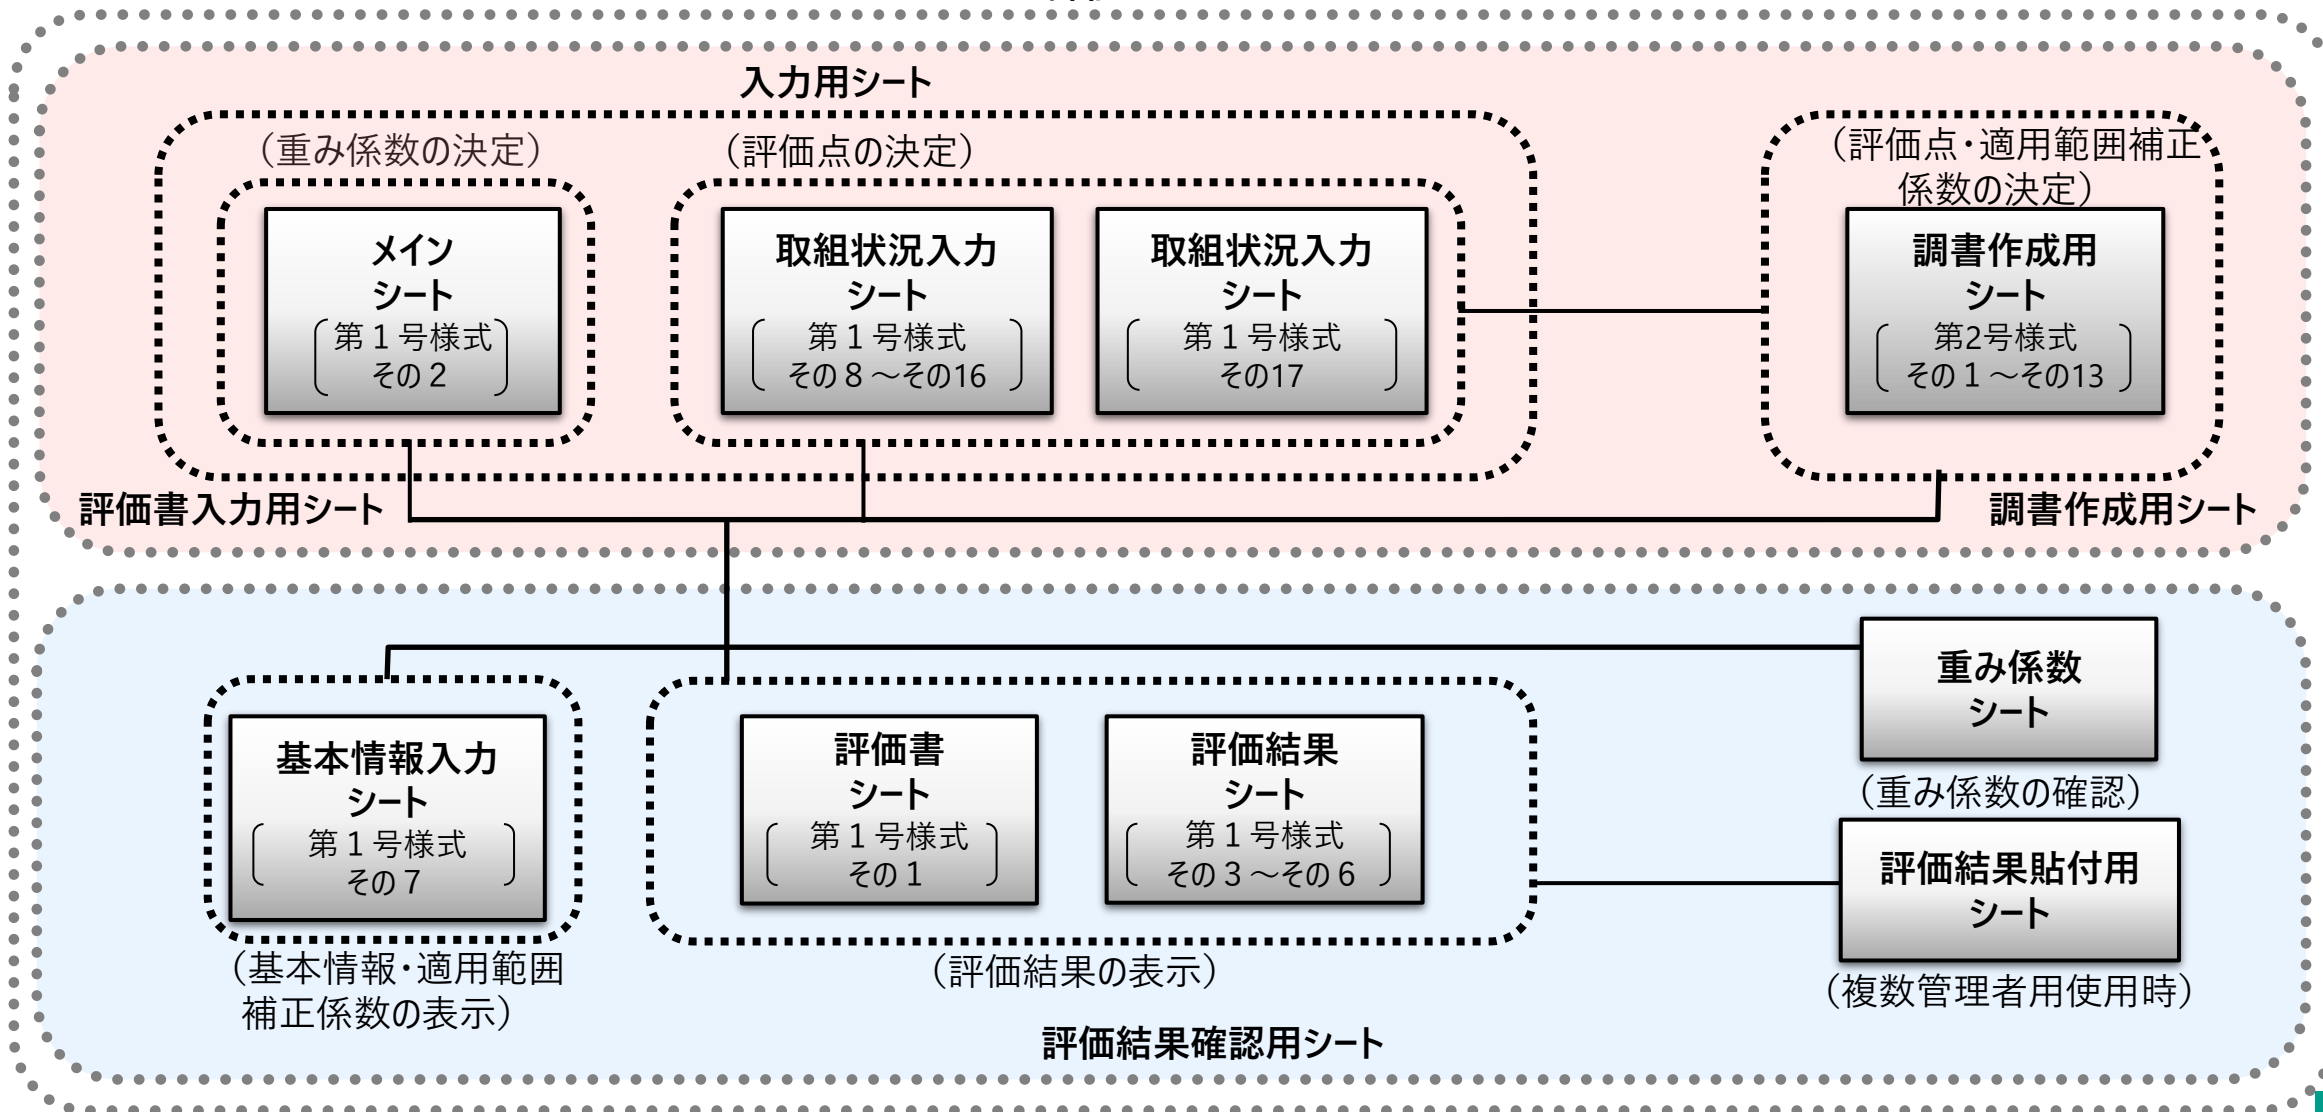 入力用シート
（重み係数の決定）
（評価点の決定）
（評価点・適用範囲補正
係数の決定）
メイン
シート
第１号様式
その２
取組状況入力
シート
第１号様式
その８～その16
取組状況入力
シート
第１号様式
その17
調書作成用
シート
第2号様式
その１～その13
評価書入力用シート
調書作成用シート
基本情報入力
シート
第１号様式
その７
（基本情報・適用範囲
補正係数の表示）
評価書
シート
第１号様式
その１
評価結果
シート
第１号様式
その３～その６
（評価結果の表示）
重み係数
シート
（重み係数の確認）
評価結果貼付用
シート
（複数管理者用使用時）
評価結果確認用シート